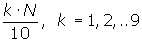 k · N / 10 , k = 1, 2, ..9